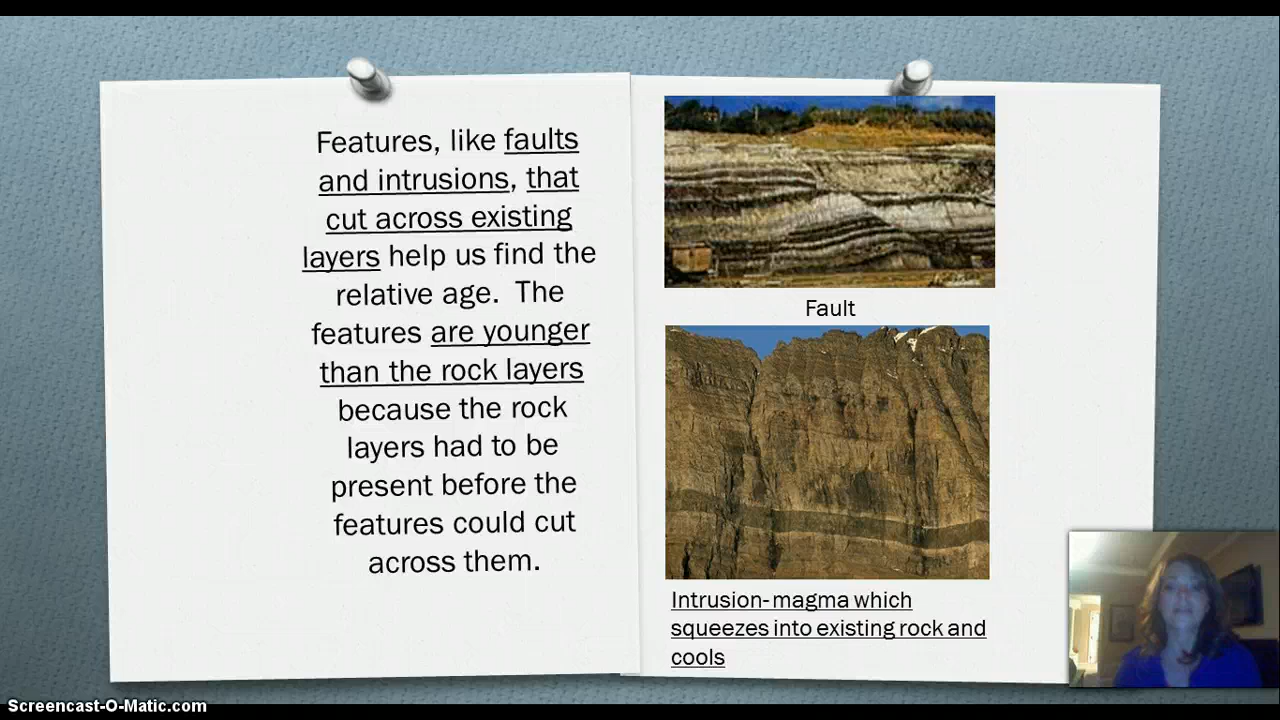 Features, like faults
and intrusions, that
cut across existing
layers help us find the
relative age. The
features are younger
than the rock layers
because the rock
layers had to be
present before the
features could cut
across them.
Fault
Intrusion- magma which
squeezes into existing rock and
cools
Screencast-O-Matic.com